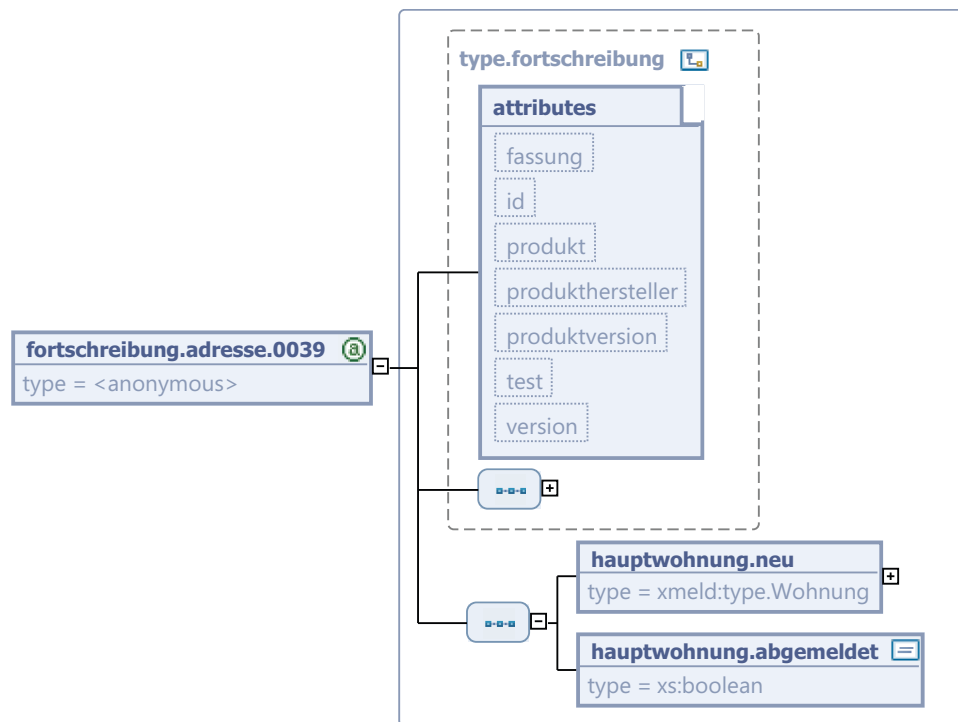 type.fortschreibung
attributes
fassung
id
produkt
produkthersteller
produktversion
test
version
fortschreibung.adresse.0039
type = <anonymous>
hauptwohnung.neu
type = xmeld:type.Wohnung
hauptwohnung.abgemeldet
type = xs:boolean